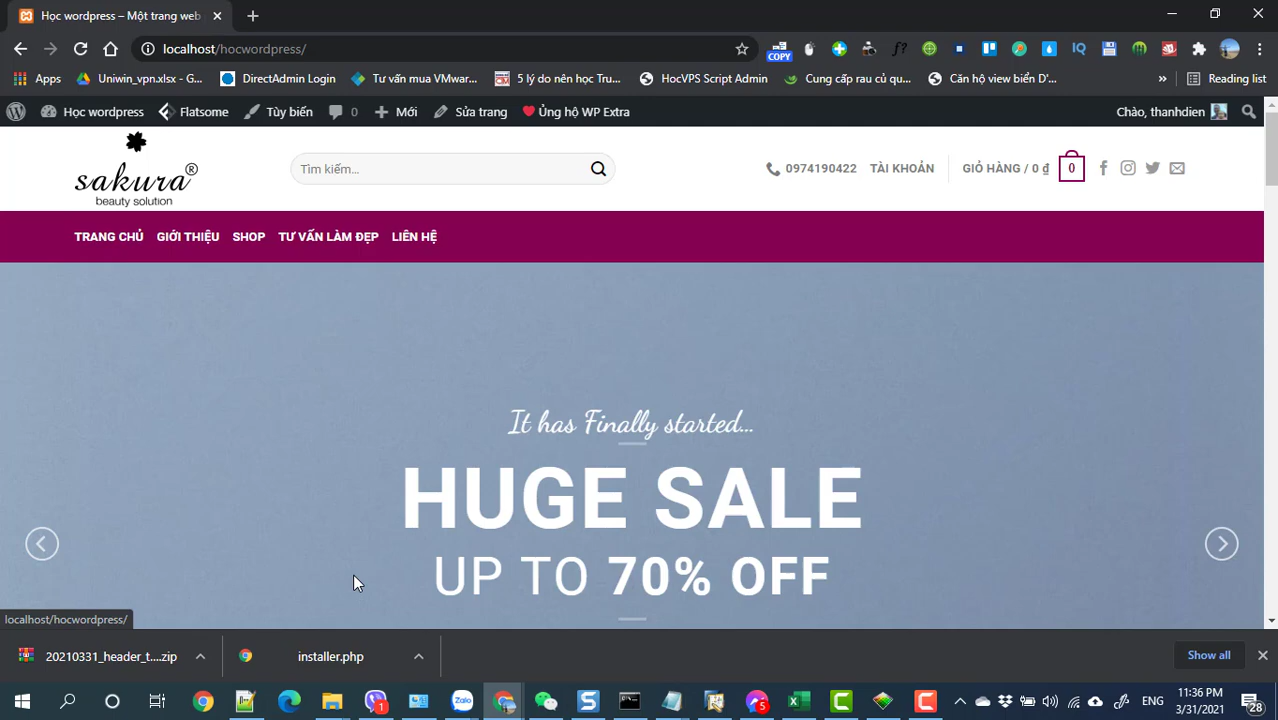 Học wordpress – Một trang web
localhost/hocwordpress/
COPY
f?
IQ
Apps
Uniwin_vpn.xlsx - G...
DirectAdmin Login
Tư vấn mua VMwar...
5 lý do nên học Tru...
HocVPS Script Admin
Cung cấp rau củ qu...
Căn hộ view biển D'...
»
Reading list
Học wordpress
Flatsome
Tùy biến
0
Mới
Sửa trang
Ủng hộ WP Extra
Chào, thanhdien
sakura®
beauty solution
Tìm kiếm...
0974190422
TÀI KHOẢN
GIỎ HÀNG / 0 ₫
0
TRANG CHỦ
GIỚI THIỆU
SHOP
TƯ VẤN LÀM ĐẸP
LIÊN HỆ
It has Finally started...
HUGE SALE
UP TO 70% OFF
localhost/hocwordpress/
20210331_header_t....zip
installer.php
Show all
1
5
ENG
11:36 PM
3/31/2021
28